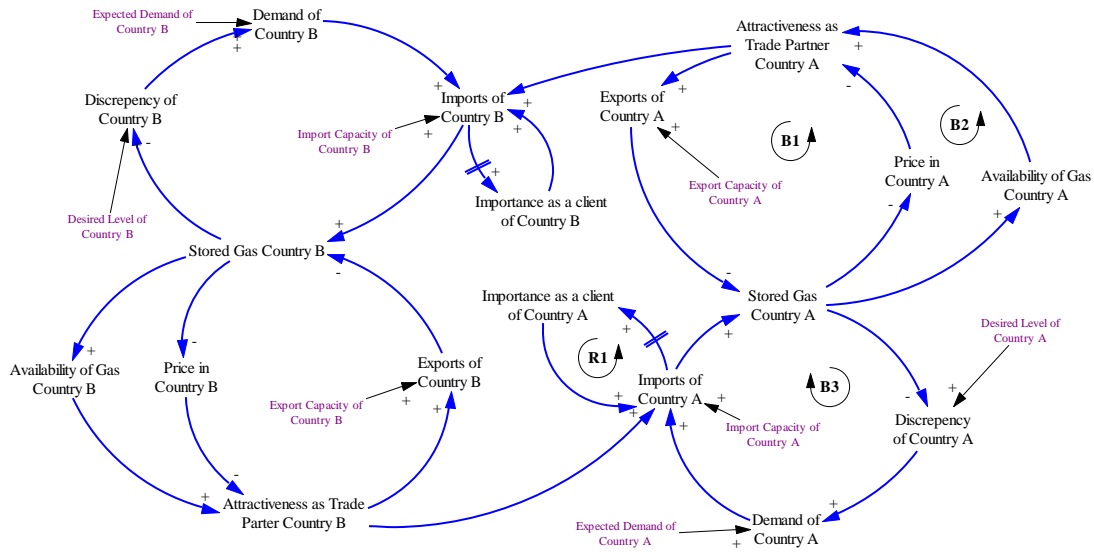 Expected Demand of
Country B
Demand of
Country B
+
+
Discrepency of
Country B
-
Desired Level of
Country B
Imports of
Country B
+
+
+
+
Import Capacity of
Country B
+
Importance as a client
of Country B
Stored Gas Country B
+
-
Availability of Gas
Country B
+
Price in
Country B
-
Exports of
Country B
+
+
Export Capacity of
Country B
Attractiveness as Trade
Parter Country B
+
-
Attractiveness as
Trade Partner
Country A
+
-
Exports of
Country A
+
+
Export Capacity of
Country A
B1
B2
Price in
Country A
-
Availability of Gas
Country A
+
Stored Gas
Country A
-
+
Importance as a client
of Country A
+
R1
Imports of
Country A
+
+
+
+
Import Capacity of
Country A
B3
Desired Level of
Country A
+
-
Discrepency
of Country A
Expected Demand of
Country A
+
Demand of
Country A
+